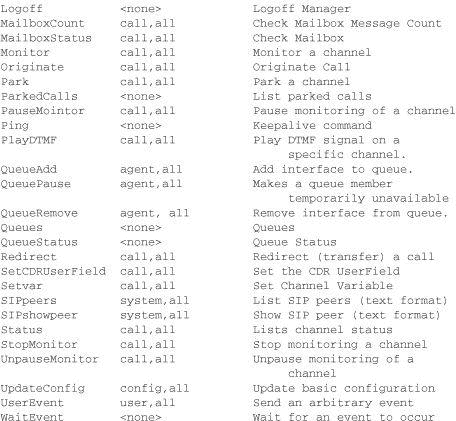 Logoff <none> Logoff Manager
MailboxCount call,all Check Mailbox Message Count
MailboxStatus call,all Check Mailbox
Monitor call,all Monitor a channel
Originate call,all Originate Call
Park call,all Park a channel
ParkedCalls <none> List parked calls
PauseMointor call,all Pause monitoring of a channel
Ping <none> Keepalive command
PlayDTMF call,all Play DTMF signal on a
specific channel.
QueueAdd agent,all Add interface to queue.
QueuePause agent,all Makes a queue member
temporarily unavailable
QueueRemove agent, all Remove interface from queue.
Queues <none> Queues
QueueStatus <none> Queue Status
Redirect call,all Redirect (transfer) a call
SetCDRUserField call,all Set the CDR UserField
Setvar call,all Set Channel Variable
SIPpeers system,all List SIP peers (text format)
SIPshowpeer system,all Show SIP peer (text format)
Status call,all Lists channel status
StopMonitor call,all Stop monitoring a channel
UnpauseMonitor call,all Unpause monitoring of a
channel
UpdateConfig config,all Update basic configuration
UserEvent user,all Send an arbitrary event
WaitEvent <none> Wait for an event to occur